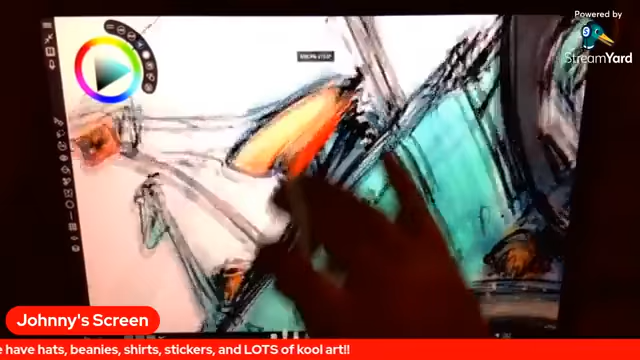 Powered by
StreamYard
Johnny's Screen
e have hats, beanies, shirts, stickers, and LOTS of kool art!!